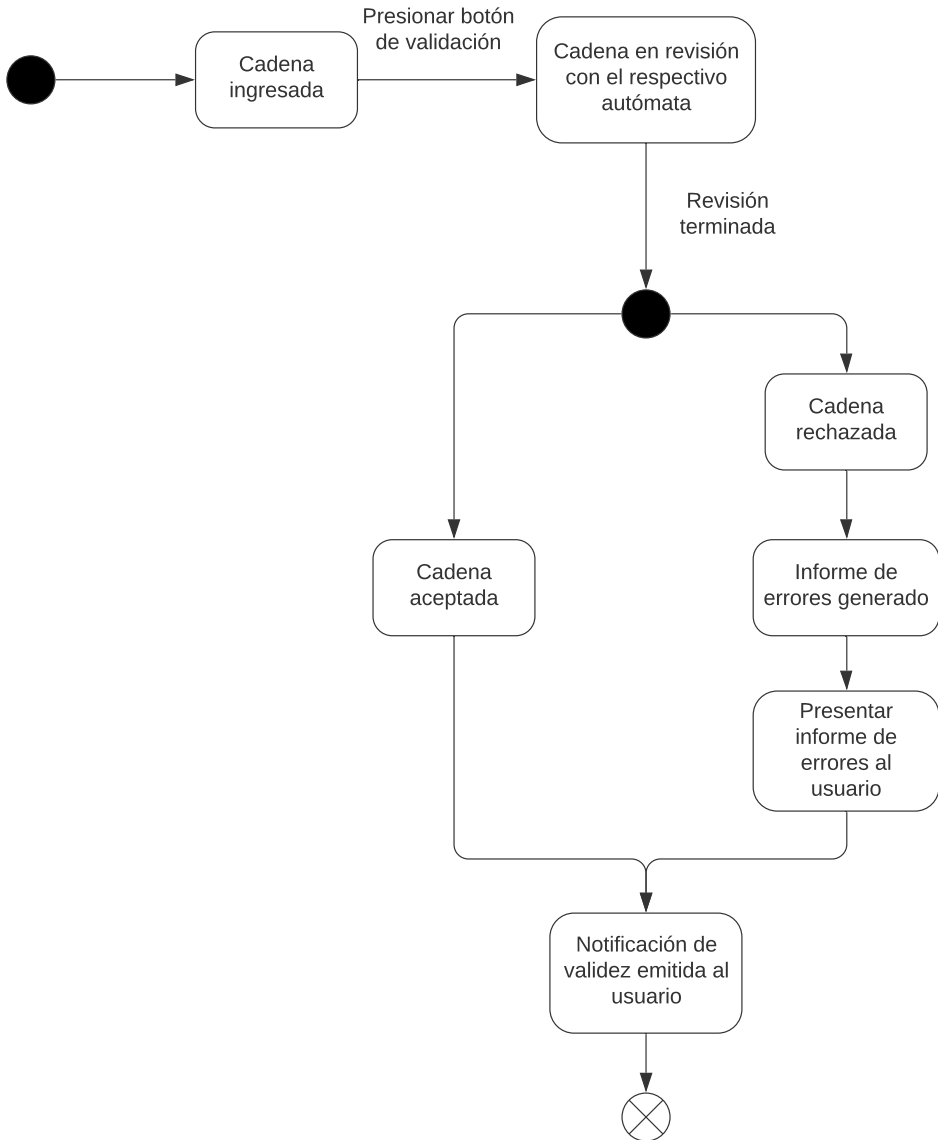 Presionar botón
de validación
Cadena
ingresada
Cadena en revisión
con el respectivo
autómata
Revisión
terminada
Cadena
rechazada
Cadena
aceptada
Informe de
errores generado
Presentar
informe de
errores al
usuario
Notificación de
validez emitida al
usuario